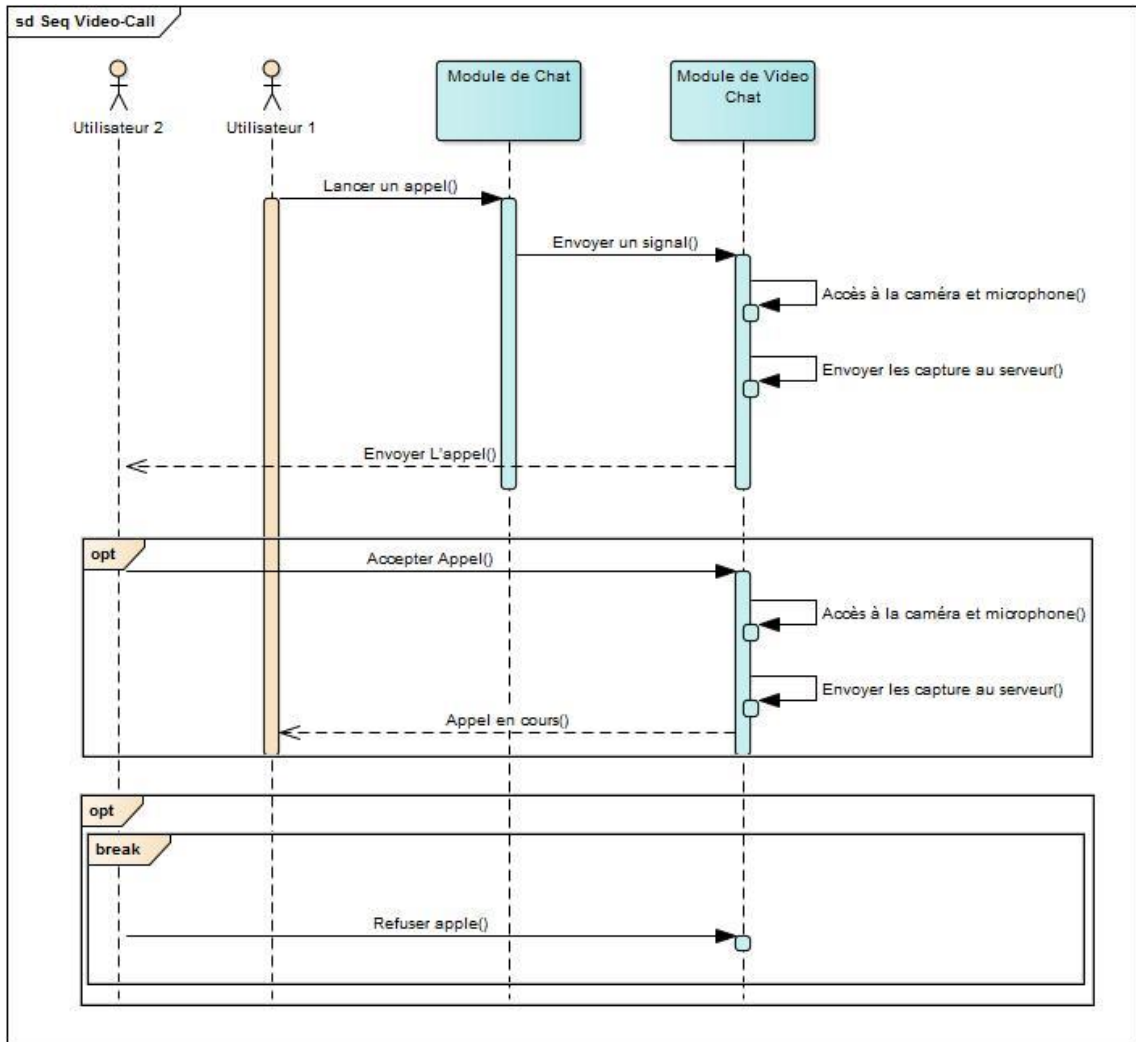 sd Seq Video-Call
Utilisateur 2
Utilisateur 1
Module de Chat
Module de Video
Chat
Lancer un appel()
Envoyer un signal()
Accès à la caméra et microphone()
Envoyer les capture au serveur()
Envoyer L'appel()
opt
Accepter Appel()
Accès à la caméra et microphone()
Envoyer les capture au serveur()
Appel en cours()
opt
break
Refuser apple()